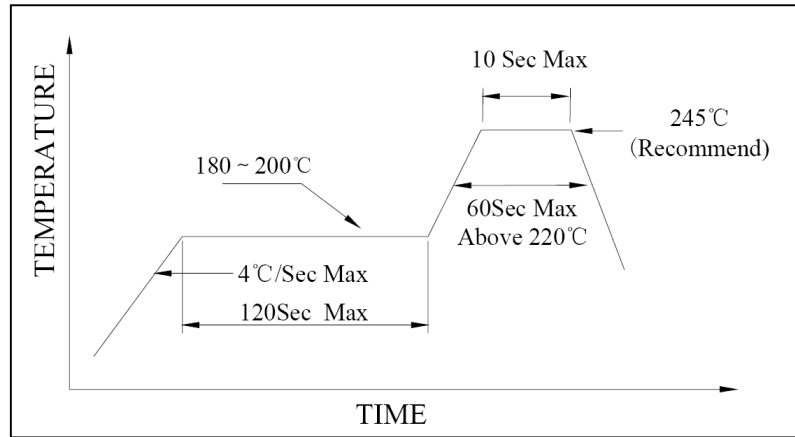 10 Sec Max
245℃
(Recommend)
180 ~ 200℃
60Sec Max
Above 220℃
4℃/Sec Max
120Sec Max
TEMPERATURE
TIME